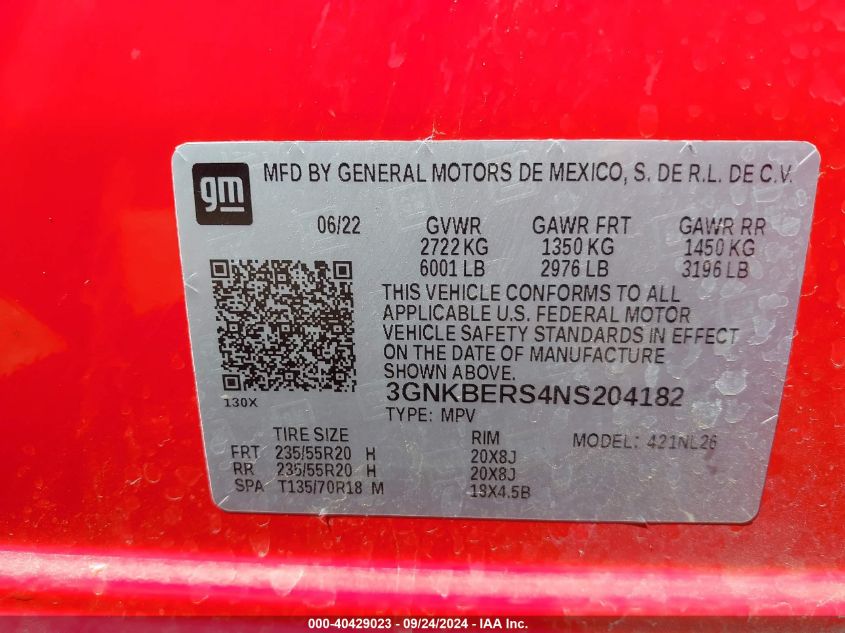 gm
MFD BY GENERAL MOTORS DE MEXICO, S. DE R.L. DE C.V.
06/22 GVWR GAWR FRT GAWR RR
2722 KG 1350 KG 1450 KG
6001 LB 2976 LB 3196 LB
THIS VEHICLE CONFORMS TO ALL
APPLICABLE U.S. FEDERAL MOTOR
VEHICLE SAFETY STANDARDS IN EFFECT
ON THE DATE OF MANUFACTURE
SHOWN ABOVE.
130X
3GNKBERS4NS204182
TYPE: MPV
TIRE SIZE RIM MODEL: 421NL26
FRT 235/55R20 H 20X8J
RR 235/55R20 H 20X8J
SPA T135/70R18 M 18X4.5B
000-40429023 - 09/24/2024 - IAA Inc.